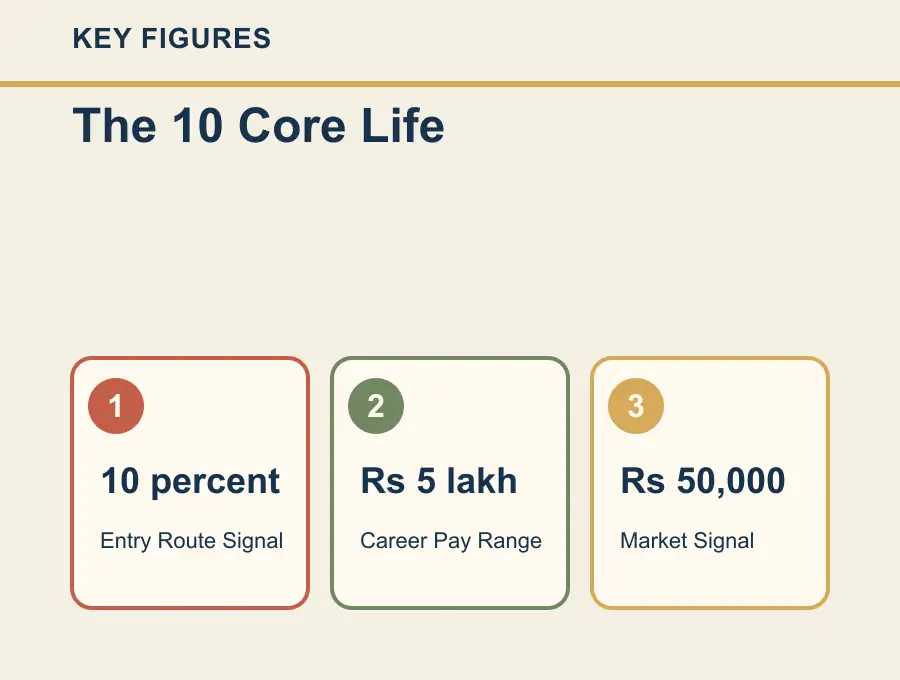 KEY FIGURES
The 10 Core Life
1
10 percent
Entry Route Signal
2
Rs 5 lakh
Career Pay Range
3
Rs 50,000
Market Signal